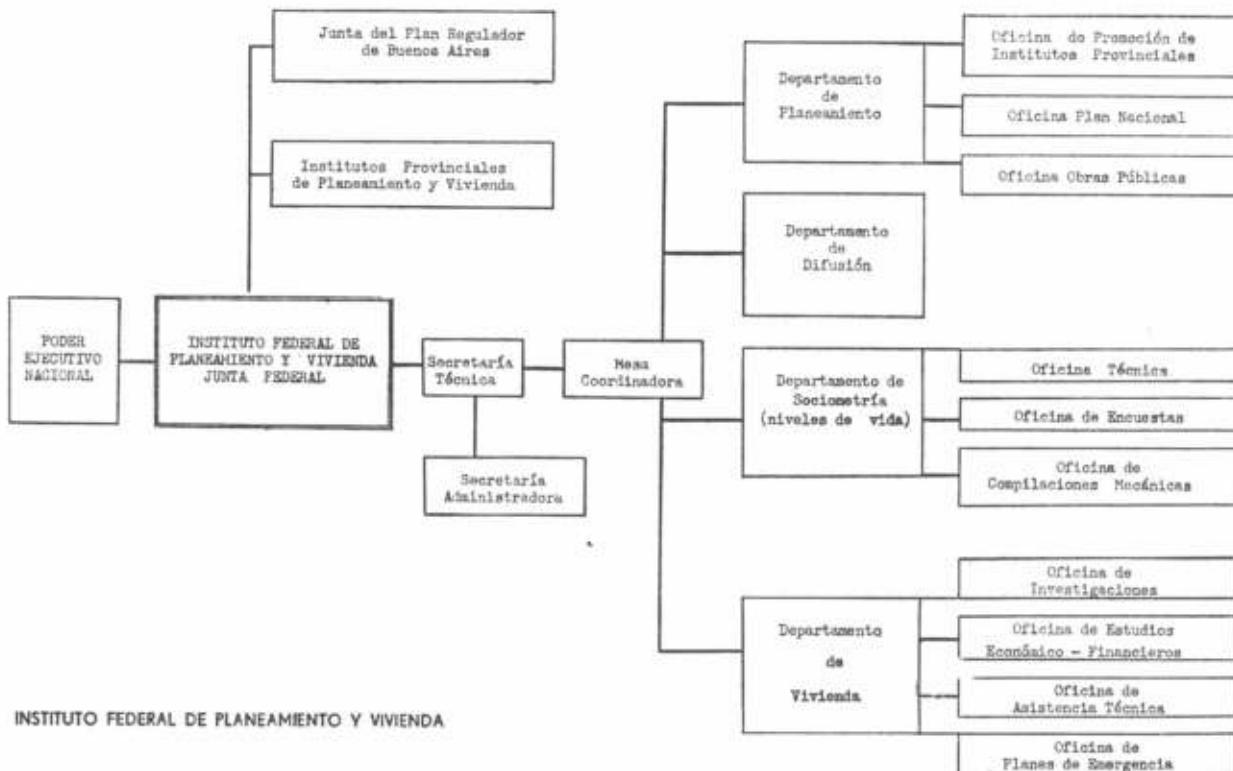 Junta del Plan Regulador
de Buenos Aires
Institutos Provinciales
de Planeamiento y Vivienda
PODER
EJECUTIVO
NACIONAL
INSTITUTO FEDERAL DE
PLANEAMIENTO Y VIVIENDA
JUNTA FEDERAL
Secretaría
Técnica
Secretaría
Administradora
Mesa
Coordinadora
Departamento
de
Planeamiento
Oficina do Promoción de
Institutos Provinciales
Oficina Plan Nacional
Oficina Obras Públicas
Departamento
de
Difusión
Departamento de
Sociometría
(niveles de vida)
Oficina Técnica
Oficina de Encuestas
Oficina de
Compilaciones Mecánicas
Departamento
de
Vivienda
Oficina de
Investigaciones
Oficina de Estudios
Económico - Financieros
Oficina de
Asistencia Técnica
Oficina de
Planes de Emergencia
INSTITUTO FEDERAL DE PLANEAMIENTO Y VIVIENDA